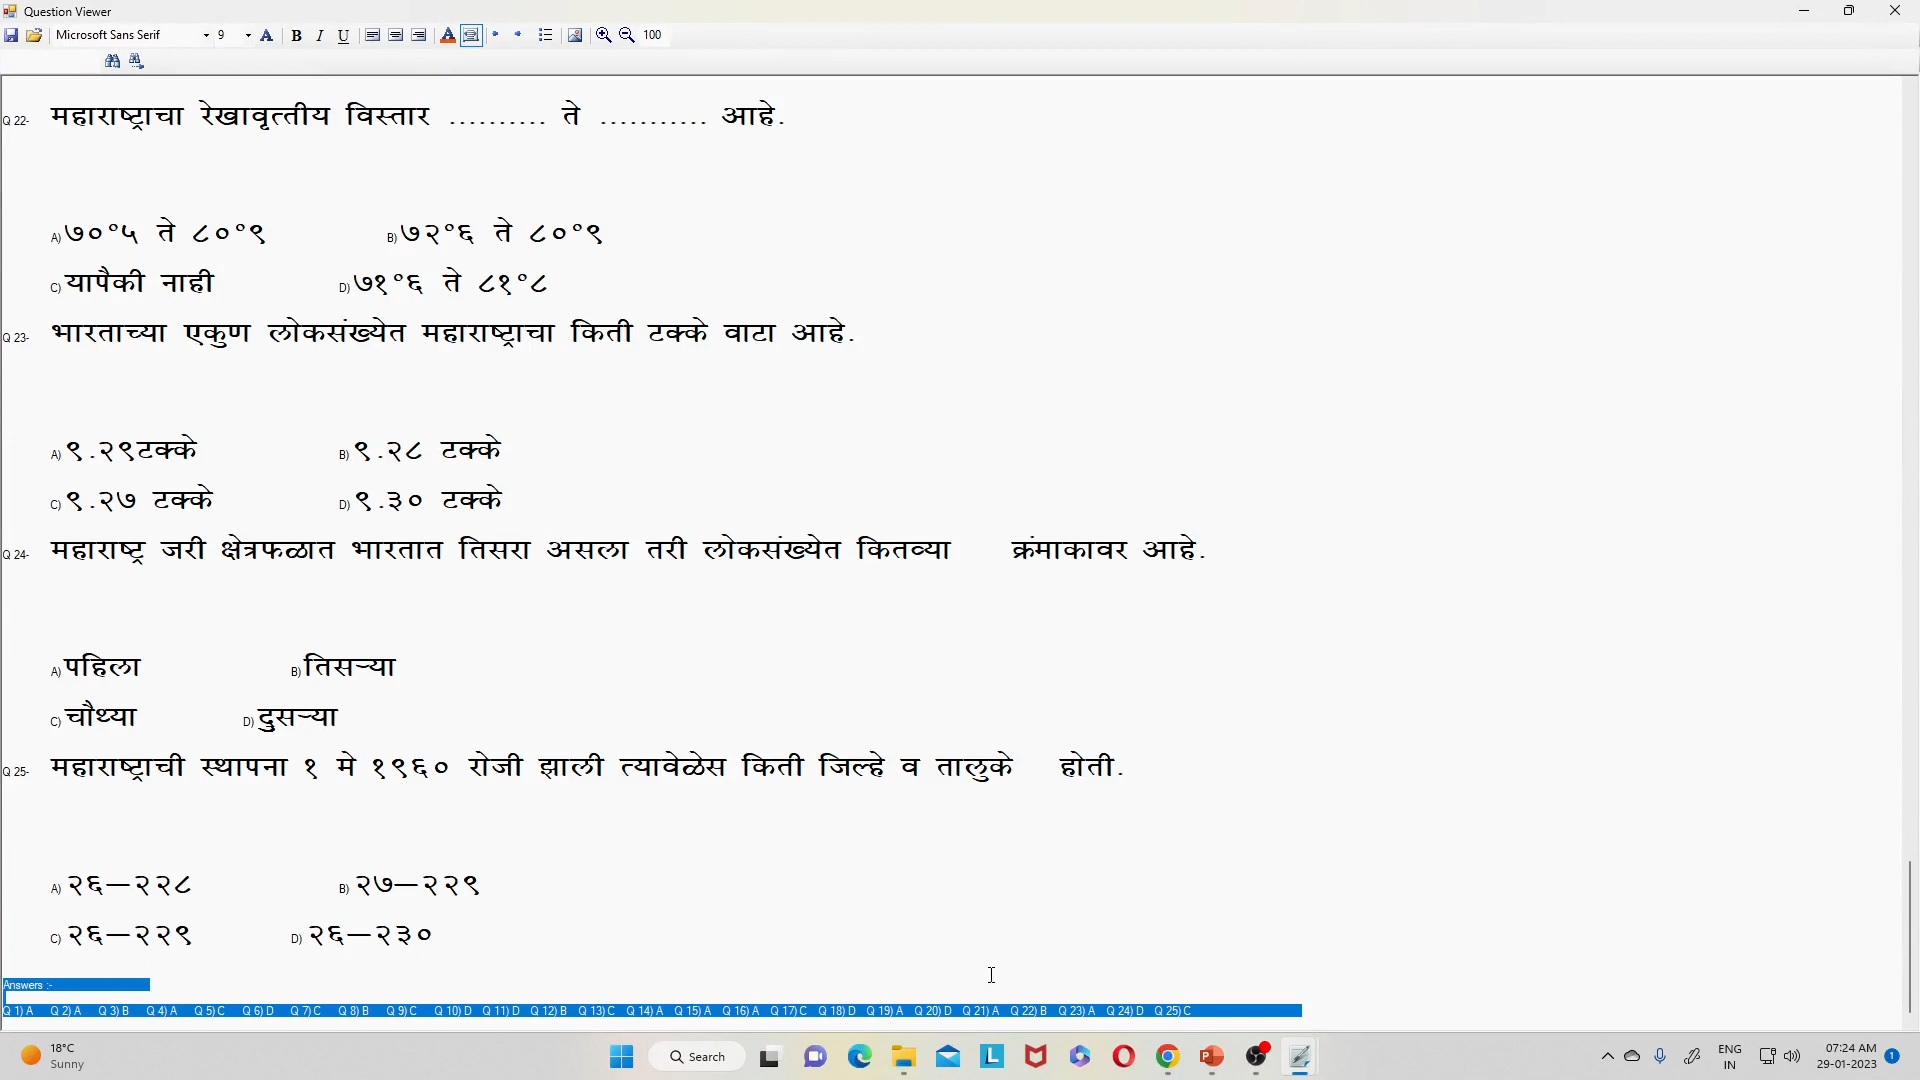 Question Viewer
Microsoft Sans Serif 9 A B I U A 100
Q 22- महाराष्ट्राचा रेखावृत्तीय विस्तार .......... ते ........... आहे.
A) ७०°५ ते ८०°९ B) ७२°६ ते ८०°९
C) यापैकी नाही D) ७१°६ ते ८१°८
Q 23- भारताच्या एकुण लोकसंख्येत महाराष्ट्राचा किती टक्के वाटा आहे.
A) ९.२९टक्के B) ९.२८ टक्के
C) ९.२७ टक्के D) ९.३० टक्के
Q 24- महाराष्ट्र जरी क्षेत्रफळात भारतात तिसरा असला तरी लोकसंख्येत कितव्या क्रंमाकावर आहे.
A) पहिला B) तिसऱ्या
C) चौथ्या D) दुसऱ्या
Q 25- महाराष्ट्राची स्थापना १ मे १९६० रोजी झाली त्यावेळेस किती जिल्हे व तालुके होती.
A) २६—२२८ B) २७—२२९
C) २६—२२९ D) २६—२३०
Answers :-
Q 1) A Q 2) A Q 3) B Q 4) A Q 5) C Q 6) D Q 7) C Q 8) B Q 9) C Q 10) D Q 11) D Q 12) B Q 13) C Q 14) A Q 15) A Q 16) A Q 17) C Q 18) D Q 19) A Q 20) D Q 21) A Q 22) B Q 23) A Q 24) D Q 25) C
18°C
Sunny
Search
ENG
IN
07:24 AM
29-01-2023
1